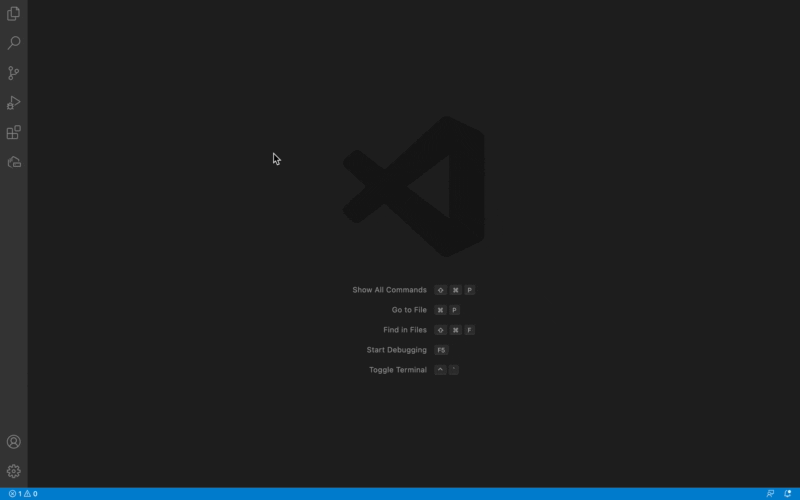 Show All Commands ⇧ ⌘ P
Go to File ⌘ P
Find in Files ⇧ ⌘ F
Start Debugging F5
Toggle Terminal ^ `
1 0